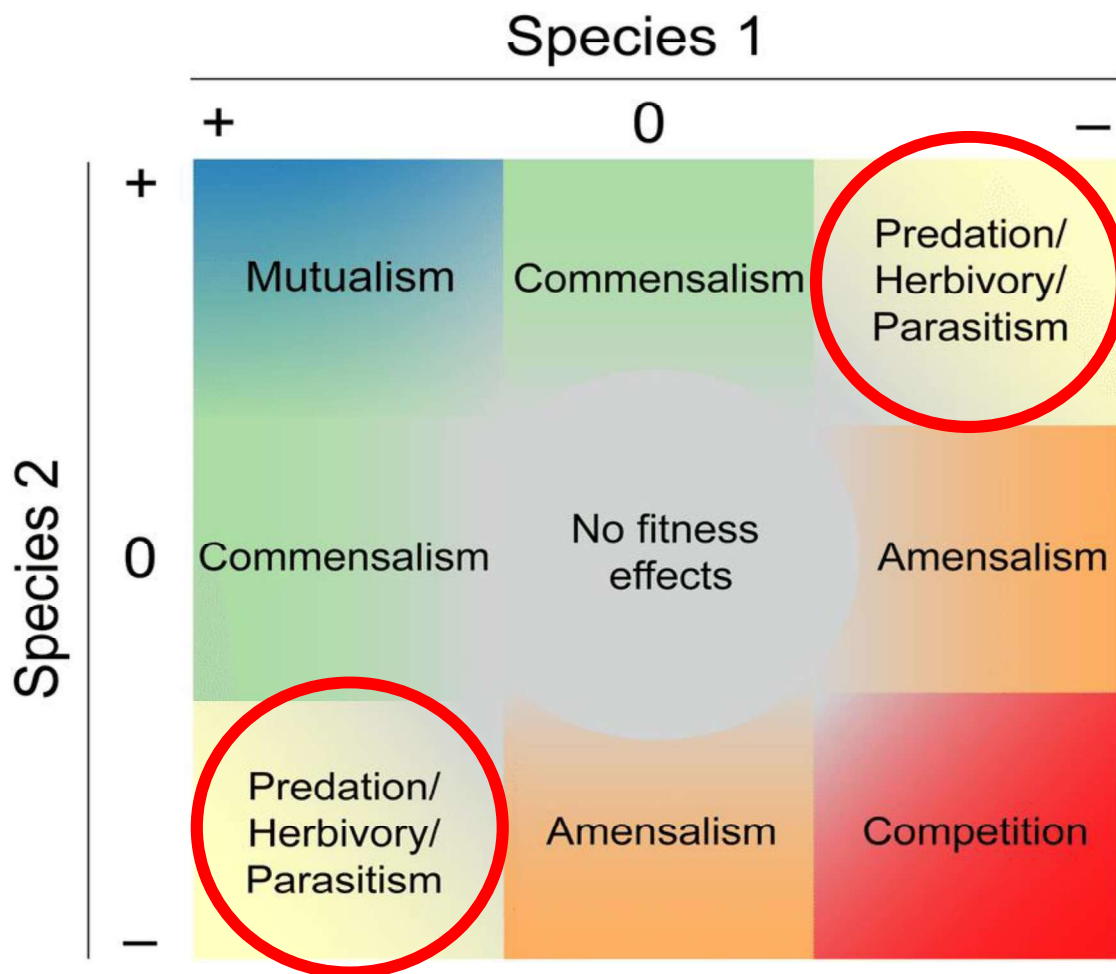 Species 1
+ 0 –
Species 2
+
Mutualism
Commensalism
Predation/
Herbivory/
Parasitism
0
Commensalism
No fitness
effects
Amensalism
–
Predation/
Herbivory/
Parasitism
Amensalism
Competition